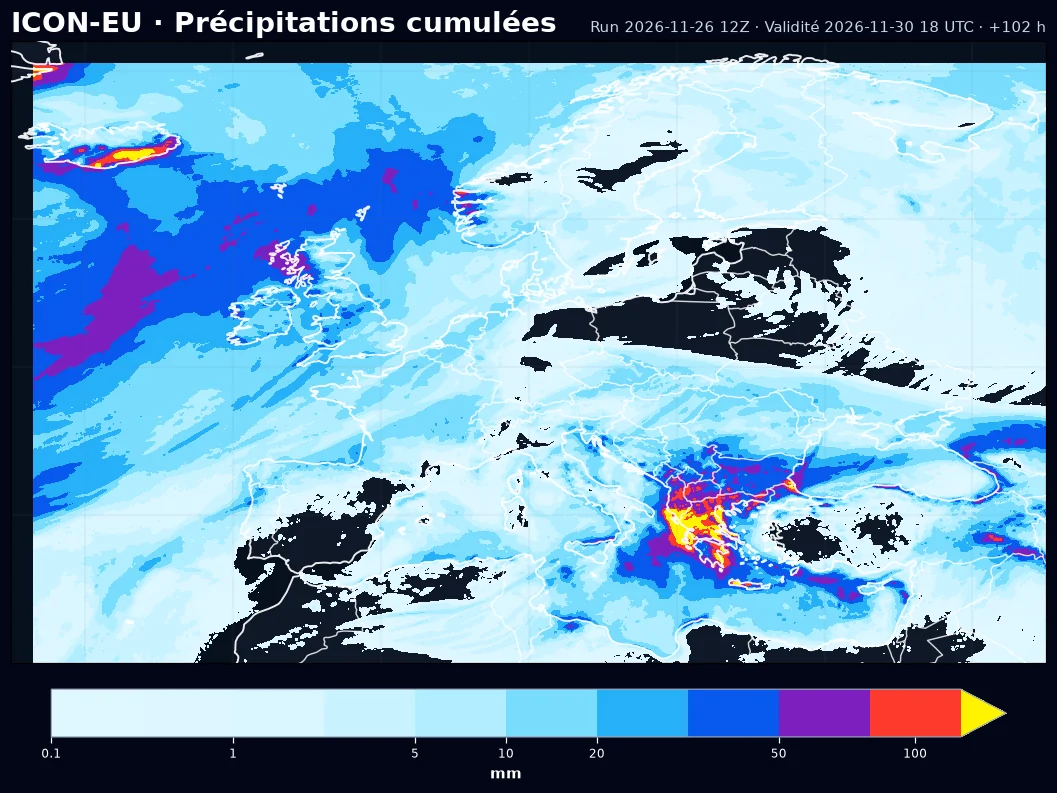 ICON-EU · Précipitations cumulées
Run 2026-11-26 12Z · Validité 2026-11-30 18 UTC · +102 h
0.1 1 5 10 20 50 100
mm